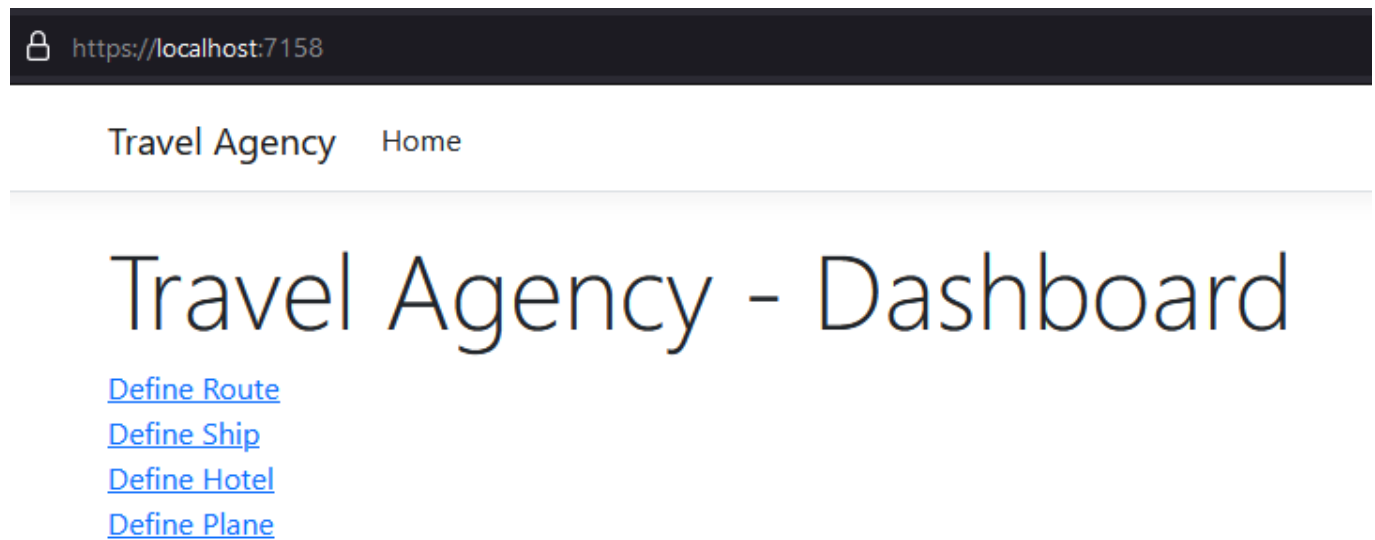 https://localhost:7158
Travel Agency Home
Travel Agency - Dashboard
Define Route
Define Ship
Define Hotel
Define Plane